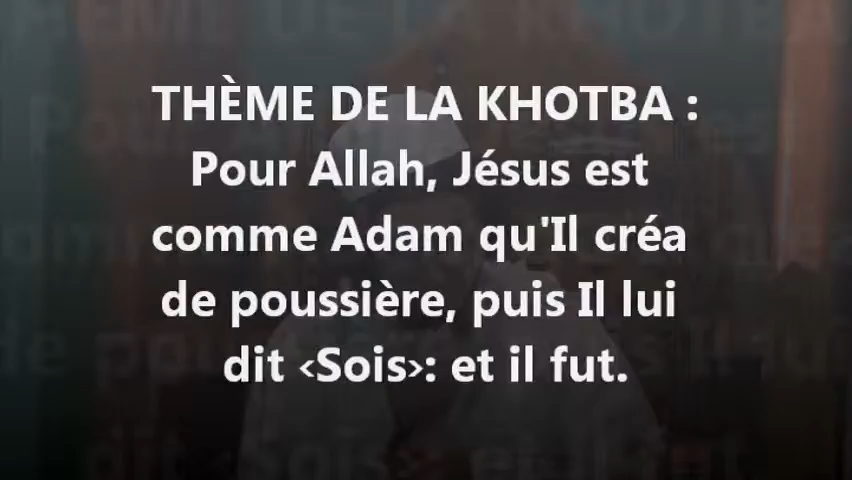 THÈME DE LA KHOTBA :
Pour Allah, Jésus est
comme Adam qu'Il créa
de poussière, puis Il lui
dit ‹Sois›: et il fut.